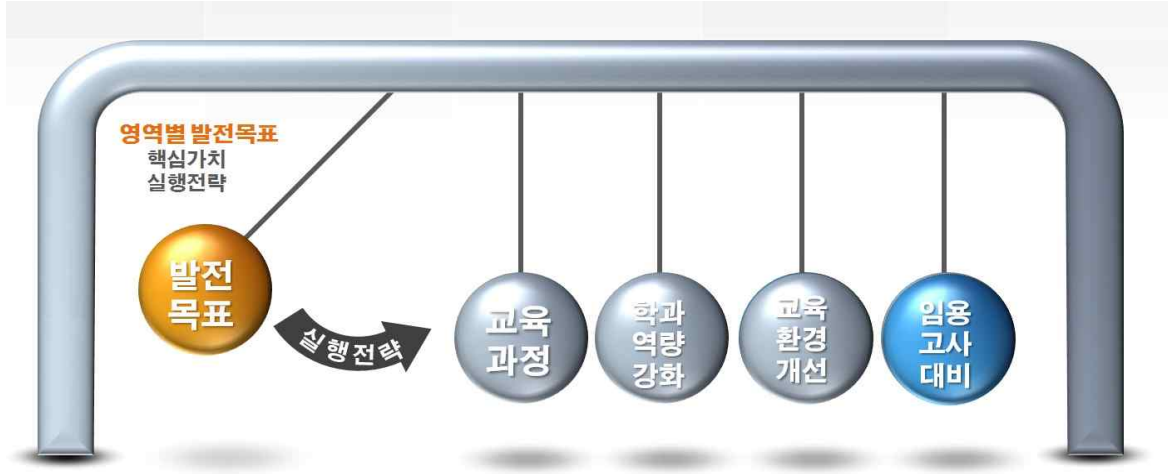 영역별 발전목표
핵심가치
실행전략
발전
목표
실행전략
교육
과정
학과
역량
강화
교육
환경
개선
임용
고사
대비